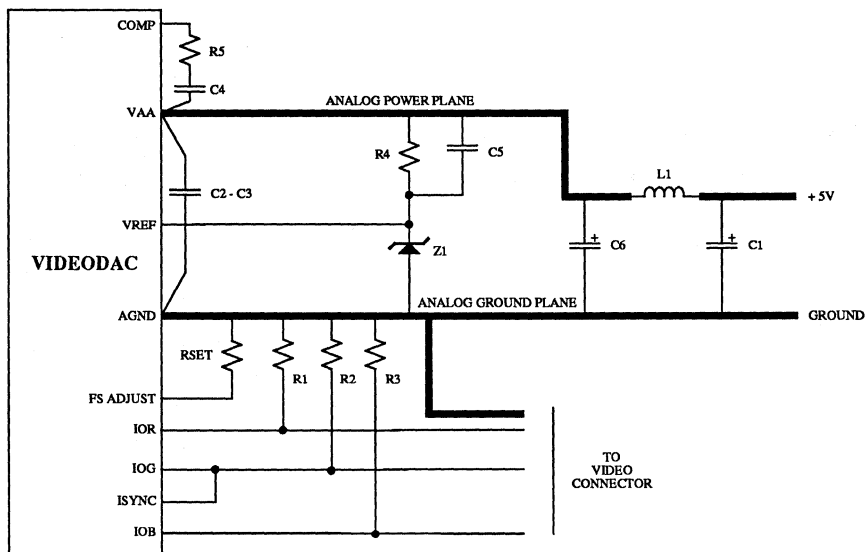 COMP
R5
C4
VAA
ANALOG POWER PLANE
R4
C5
L1
+ 5V
C2 - C3
VREF
Z1
C6
+
C1
+
VIDEODAC
AGND
ANALOG GROUND PLANE
GROUND
RSET
R1
R2
R3
FS ADJUST
IOR
IOG
ISYNC
IOB
TO
VIDEO
CONNECTOR